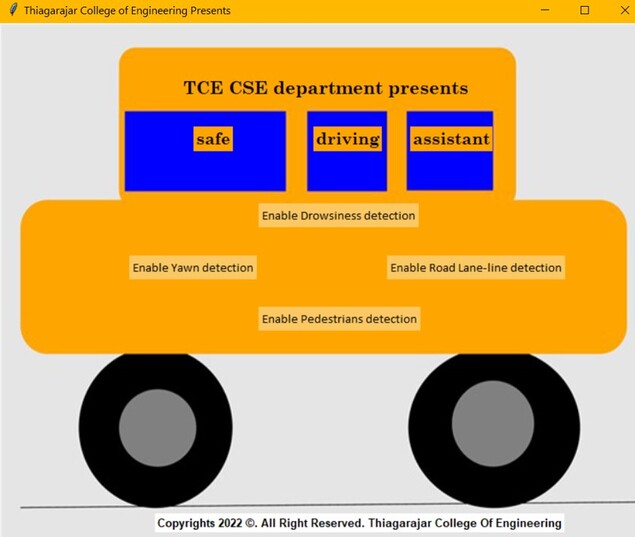 Thiagarajar College of Engineering Presents
TCE CSE department presents
safe driving assistant
Enable Drowsiness detection
Enable Yawn detection Enable Road Lane-line detection
Enable Pedestrians detection
Copyrights 2022 ©. All Right Reserved. Thiagarajar College Of Engineering